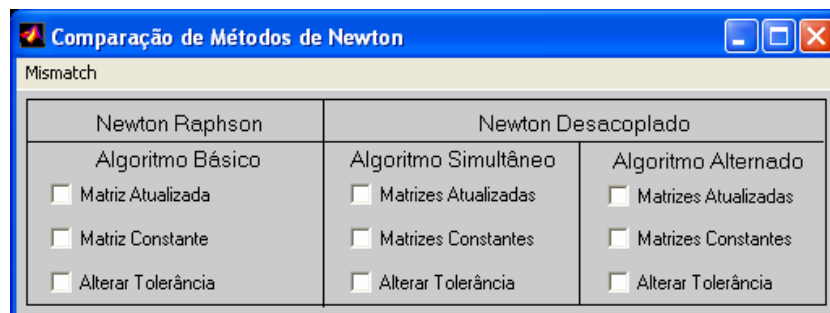 Comparação de Métodos de Newton
Mismatch
Newton Raphson
Newton Desacoplado
Algoritmo Básico
Algoritmo Simultâneo
Algoritmo Alternado
Matriz Atualizada
Matrizes Atualizadas
Matrizes Atualizadas
Matriz Constante
Matrizes Constantes
Matrizes Constantes
Alterar Tolerância
Alterar Tolerância
Alterar Tolerância